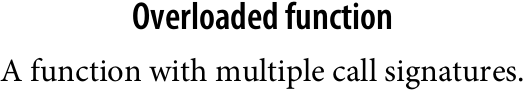 Overloaded function
A function with multiple call signatures.